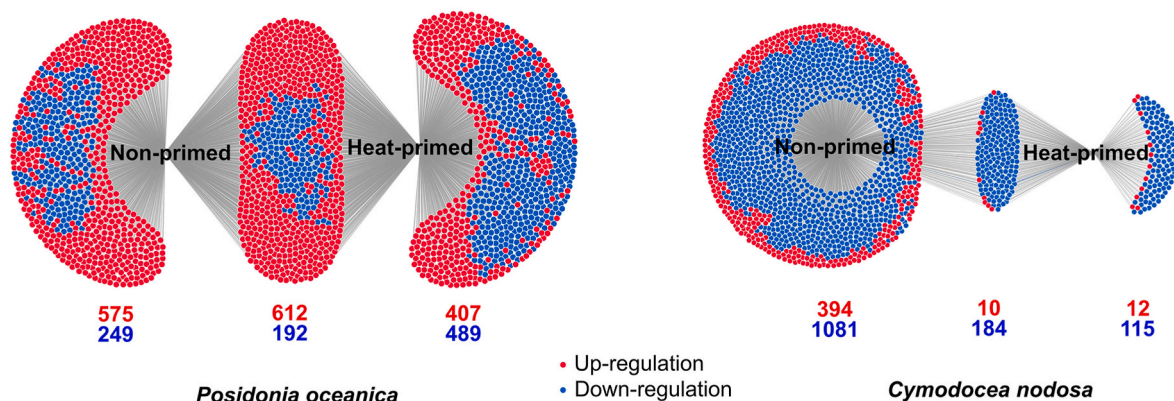 Non-primed
Heat-primed
Non-primed
Heat-primed
575
249
612
192
407
489
394
1081
10
184
12
115
Up-regulation
Down-regulation
Posidonia oceanica
Cymodocea nodosa